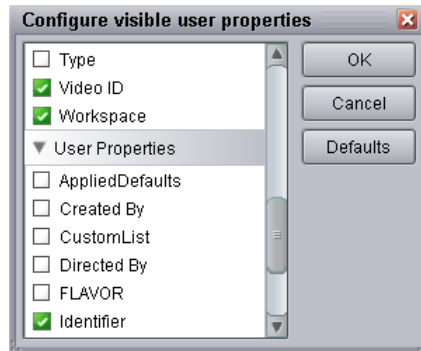 Configure visible user properties
Type
Video ID
Workspace
User Properties
AppliedDefaults
Created By
CustomList
Directed By
FLAVOR
Identifier
OK
Cancel
Defaults